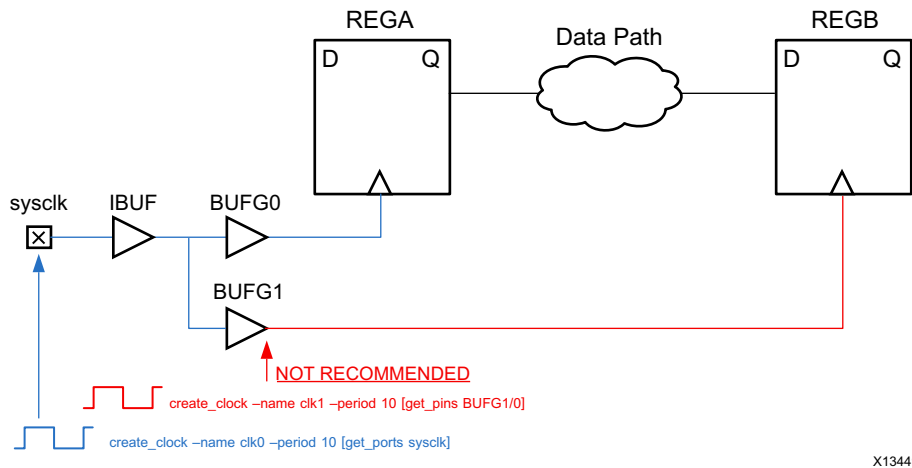 REGA
REGB
Data Path
D Q
D Q
sysclk
IBUF
BUFG0
BUFG1
NOT RECOMMENDED
create_clock –name clk1 –period 10 [get_pins BUFG1/0]
create_clock –name clk0 –period 10 [get_ports sysclk]
X1344